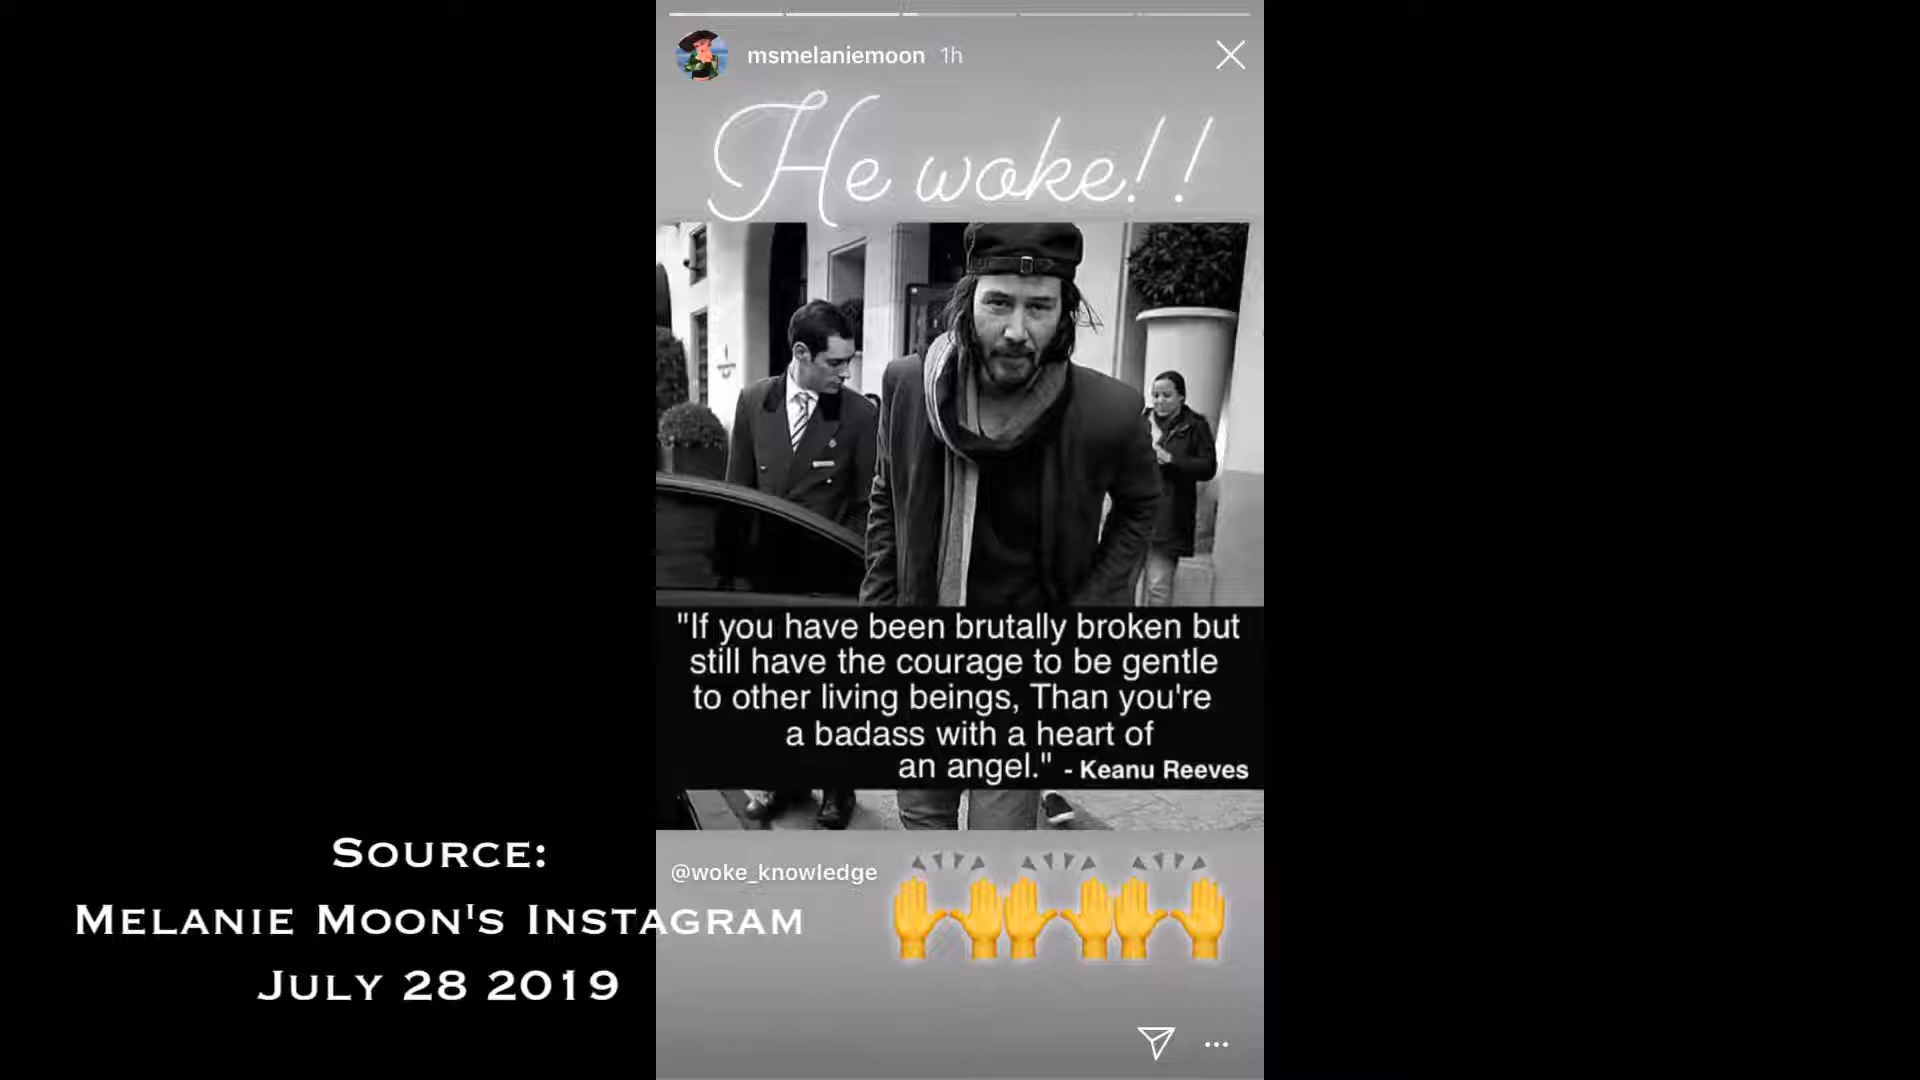 msmelaniemoon 1h
He woke!!
"If you have been brutally broken but
still have the courage to be gentle
to other living beings, Than you're
a badass with a heart of
an angel." - Keanu Reeves
@woke_knowledge
Source:
Melanie Moon's Instagram
July 28 2019